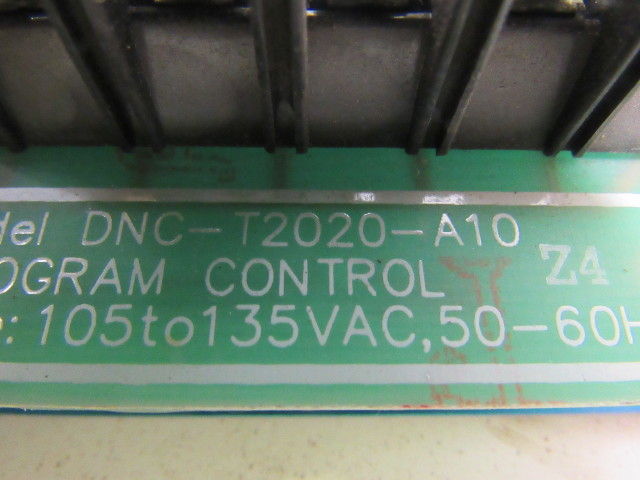 del DNC-T2020-A10
OGRAM CONTROL Z4
: 105to135VAC,50-60H